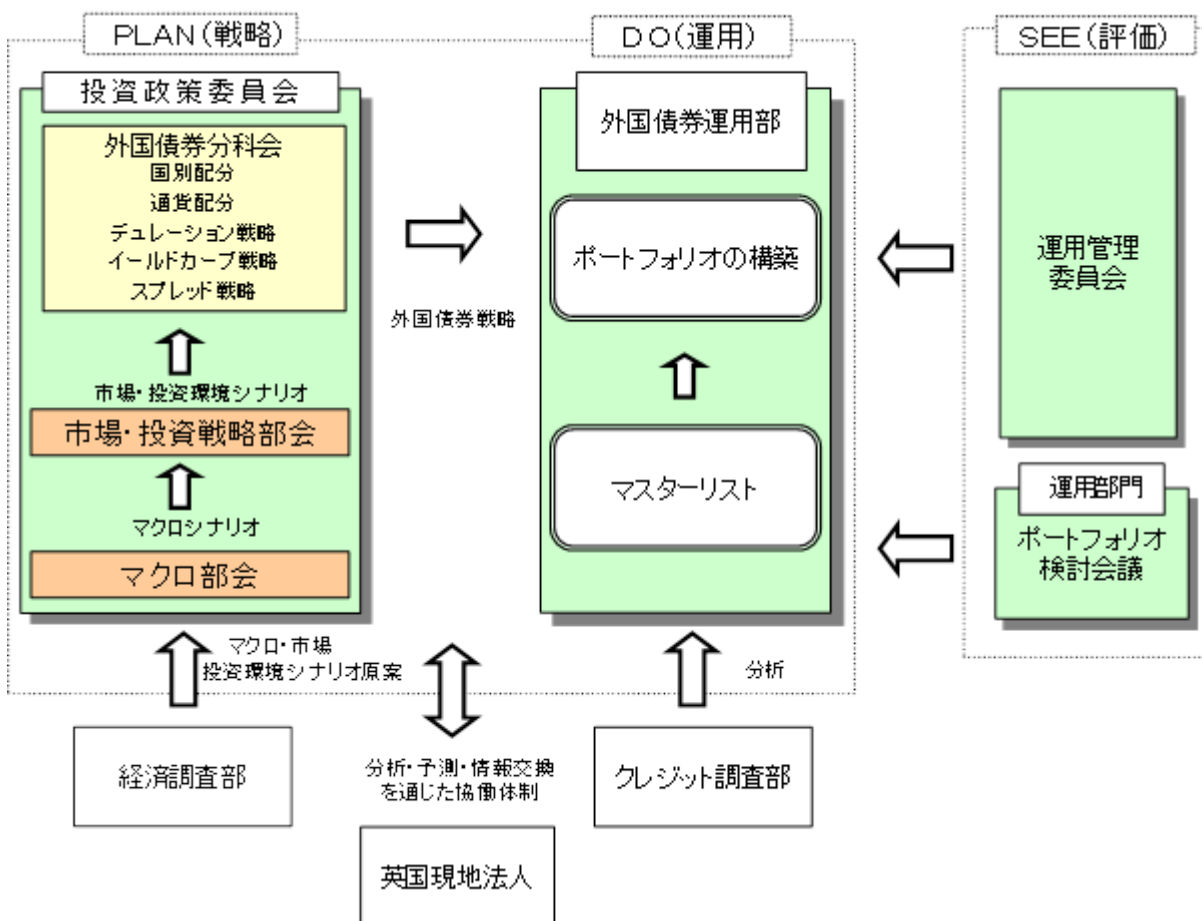 PLAN(戦略)
投資政策委員会
外国債券分科会
国別配分
通貨配分
デュレーション戦略
イールドカーブ戦略
スプレッド戦略
市場・投資環境シナリオ
市場・投資戦略部会
マクロシナリオ
マクロ部会
マクロ・市場
投資環境シナリオ原案
経済調査部
外国債券戦略
分析・予測・情報交換
を通じた協働体制
英国現地法人
DO(運用)
外国債券運用部
ポートフォリオの構築
マスターリスト
分析
クレジット調査部
SEE(評価)
運用管理
委員会
運用部門
ポートフォリオ
検討会議